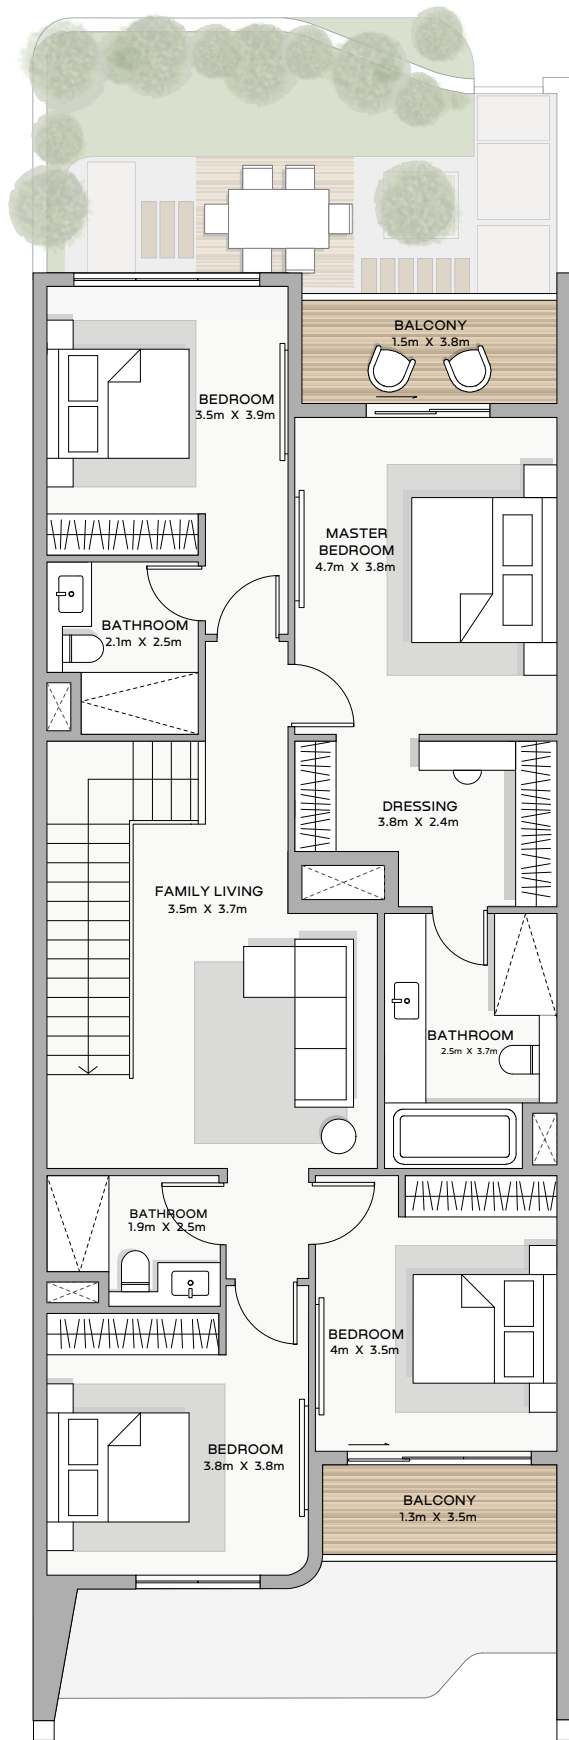 BALCONY
1.5m X 3.8m
BEDROOM
3.5m X 3.9m
MASTER
BEDROOM
4.7m X 3.8m
BATHROOM
2.1m X 2.5m
DRESSING
3.8m X 2.4m
FAMILY LIVING
3.5m X 3.7m
BATHROOM
2.5m X 3.7m
BATHROOM
1.9m X 2.5m
BEDROOM
4m X 3.5m
BEDROOM
3.8m X 3.8m
BALCONY
1.3m X 3.5m